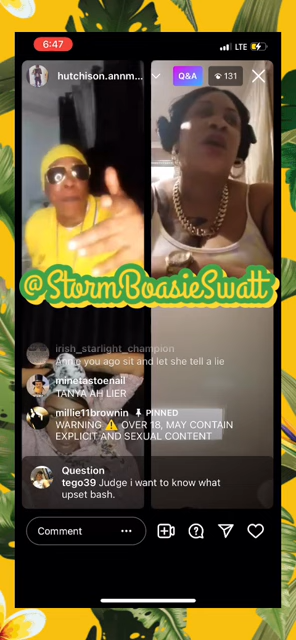 6:47
LTE
hutchison.annm...
Q&A
131
@StormBoasieSwatt
irish_starlight_champion
Annie you ago sit and let she tell a lie
minetastoenail
TANYA AH LIER
millie11brownin PINNED
WARNING ⚠️ OVER 18, MAY CONTAIN
EXPLICIT AND SEXUAL CONTENT
Question
tego39 Judge i want to know what
upset bash.
Comment